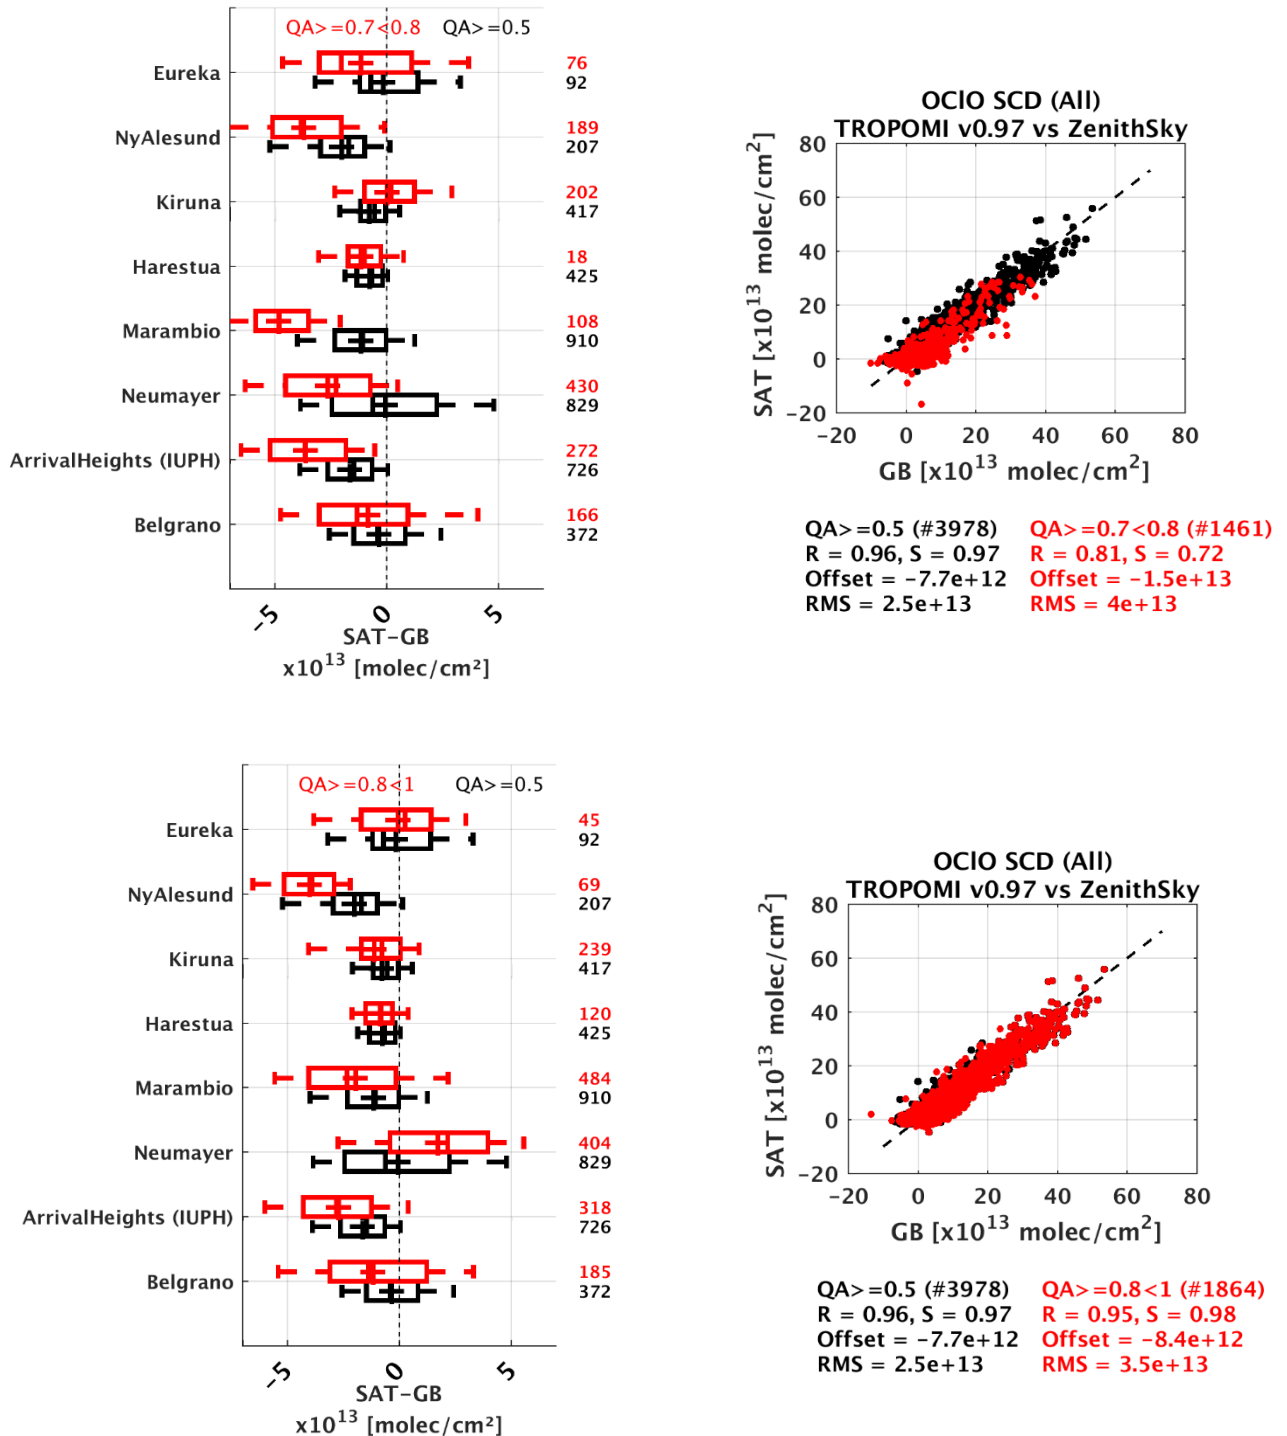 QA>=0.7<0.8 QA>=0.5
Eureka 76
92
NyAlesund 189
207
Kiruna 202
417
Harestua 18
425
Marambio 108
910
Neumayer 430
829
ArrivalHeights (IUPH) 272
726
Belgrano 166
372
-5 0 5
SAT-GB
x10^13 [molec/cm²]
OClO SCD (All)
TROPOMI v0.97 vs ZenithSky
80
60
40
20
0
-20
SAT [x10^13 molec/cm^2]
-20 0 20 40 60 80
GB [x10^13 molec/cm^2]
QA>=0.5 (#3978) QA>=0.7<0.8 (#1461)
R = 0.96, S = 0.97 R = 0.81, S = 0.72
Offset = -7.7e+12 Offset = -1.5e+13
RMS = 2.5e+13 RMS = 4e+13
QA>=0.8<1 QA>=0.5
Eureka 45
92
NyAlesund 69
207
Kiruna 239
417
Harestua 120
425
Marambio 484
910
Neumayer 404
829
ArrivalHeights (IUPH) 318
726
Belgrano 185
372
-5 0 5
SAT-GB
x10^13 [molec/cm²]
OClO SCD (All)
TROPOMI v0.97 vs ZenithSky
80
60
40
20
0
-20
SAT [x10^13 molec/cm^2]
-20 0 20 40 60 80
GB [x10^13 molec/cm^2]
QA>=0.5 (#3978) QA>=0.8<1 (#1864)
R = 0.96, S = 0.97 R = 0.95, S = 0.98
Offset = -7.7e+12 Offset = -8.4e+12
RMS = 2.5e+13 RMS = 3.5e+13